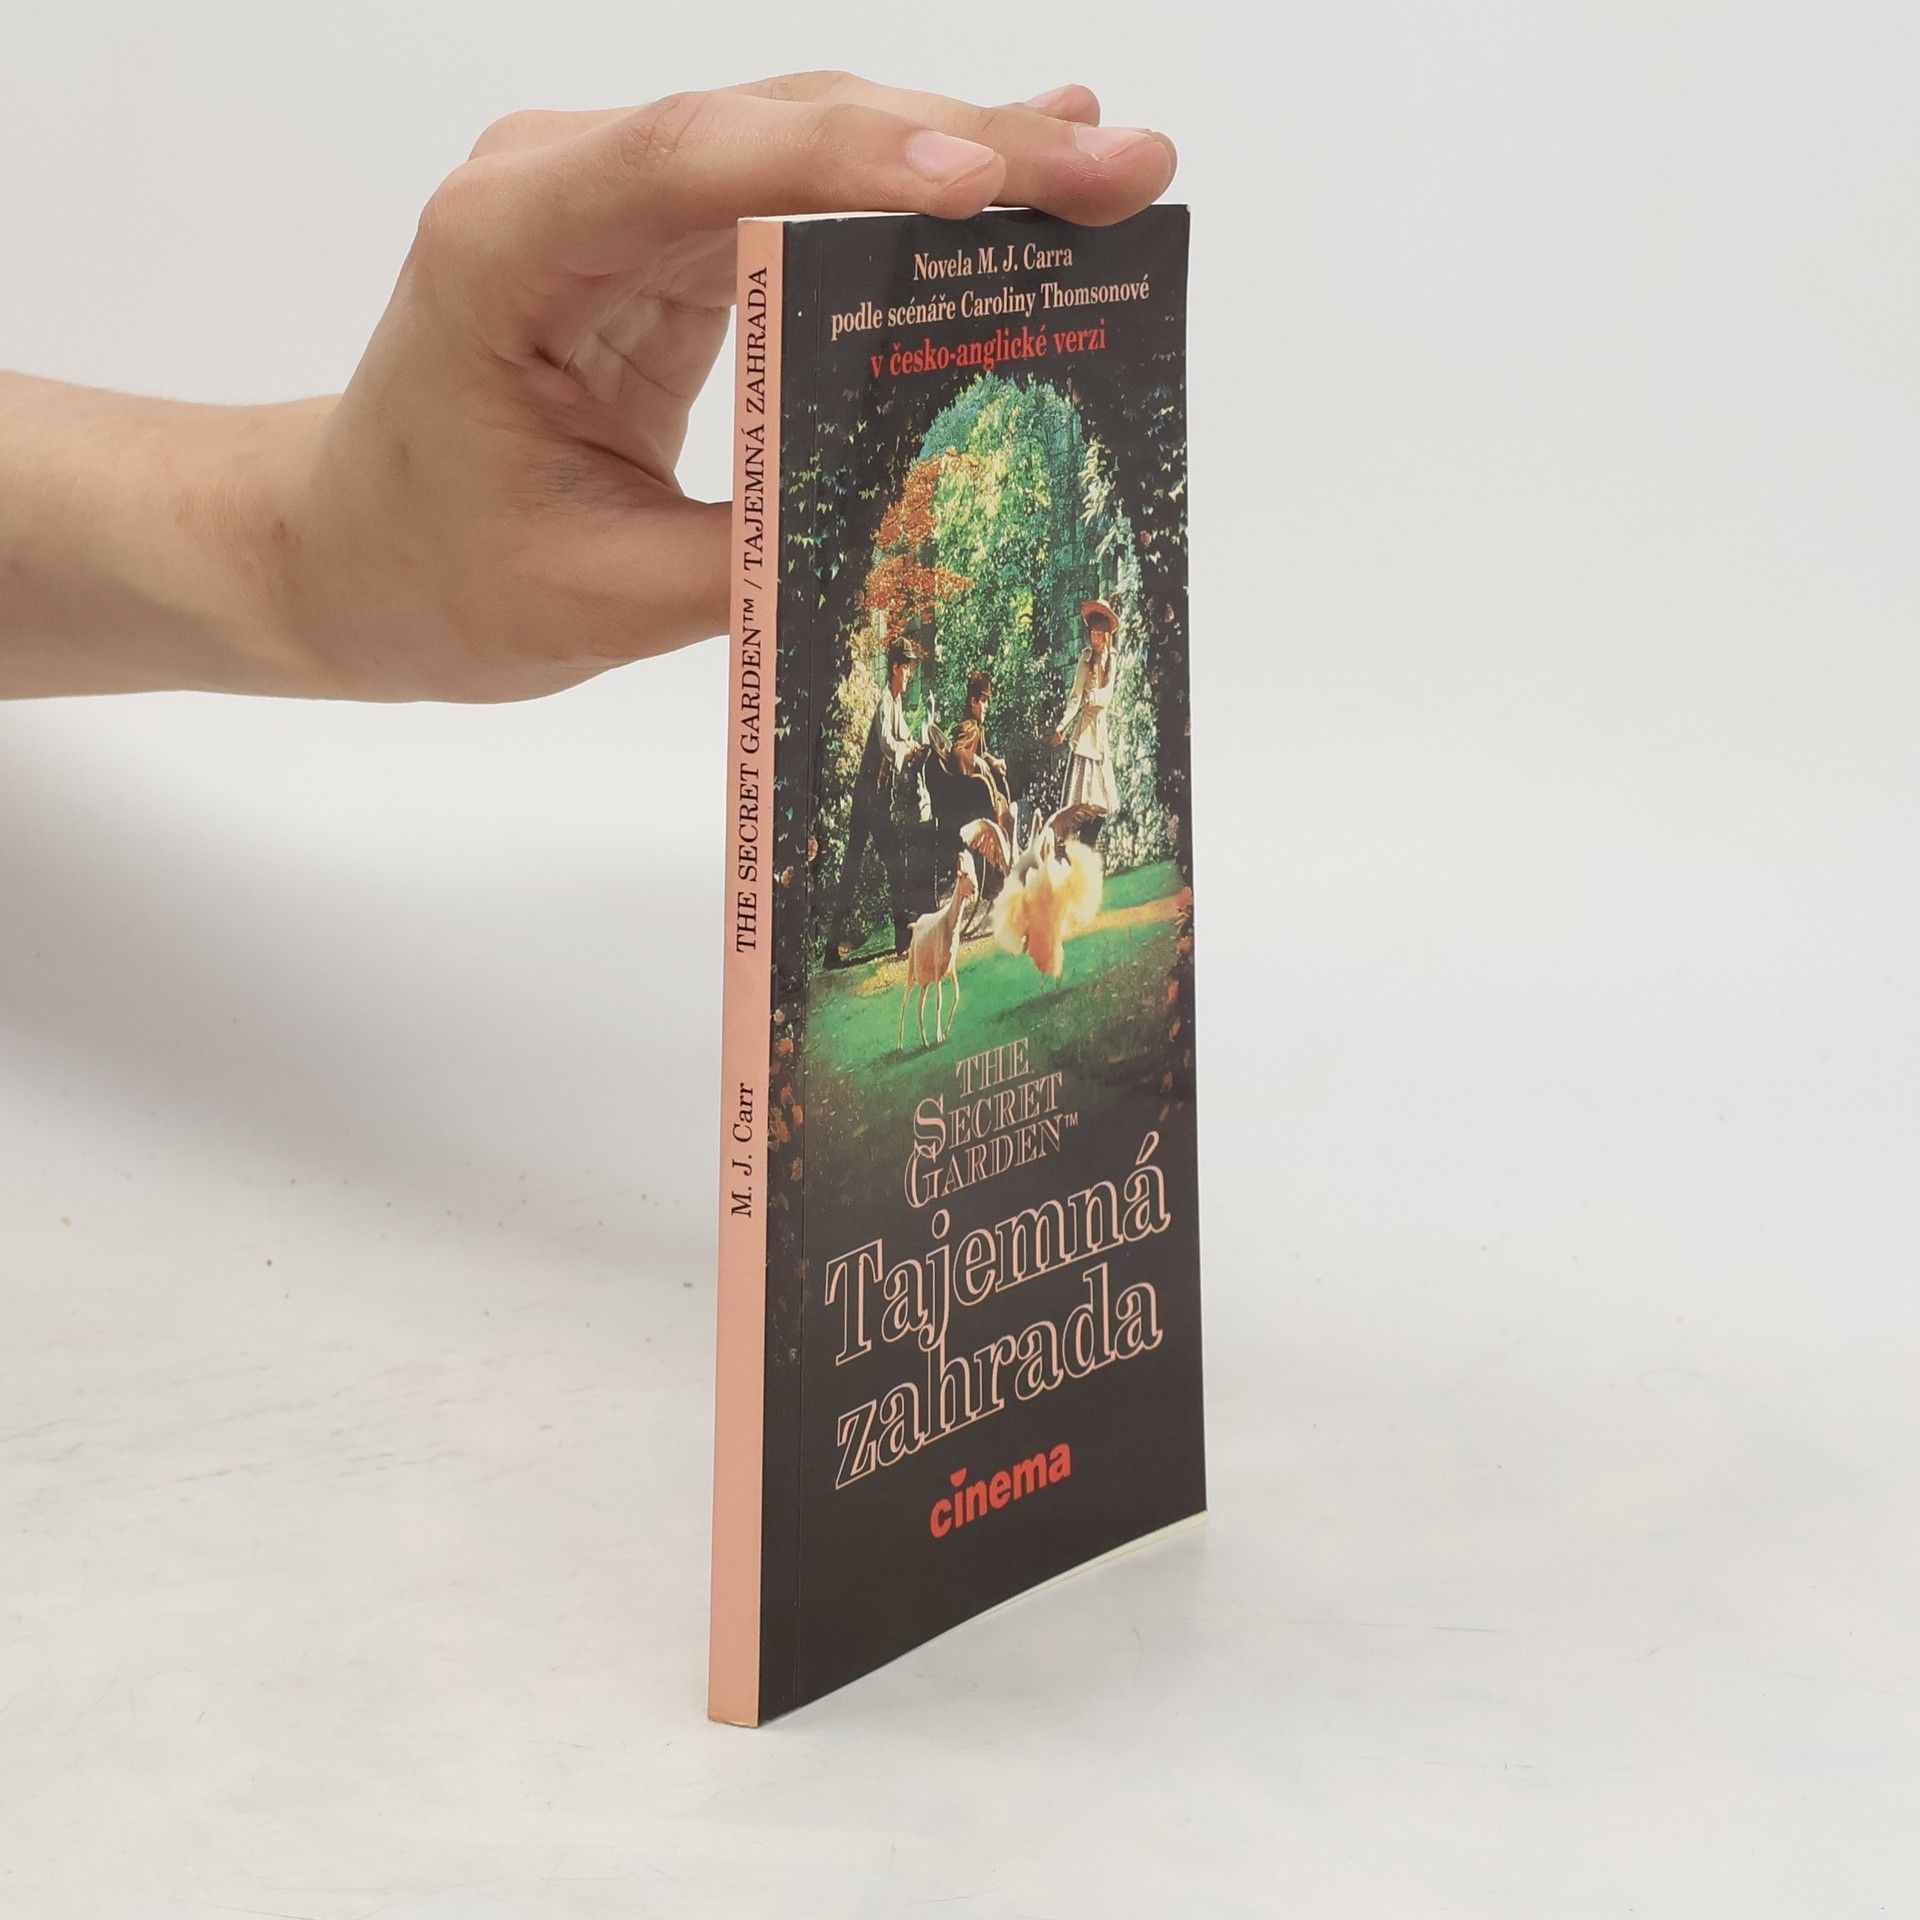 Novela M. J. Carra
podle scénáře Caroliny Thomsonové
v česko-anglické verzi
THE
SECRET
GARDEN™
Tajemná
zahrada
cinema
M. J. Carr THE SECRET GARDEN™ / TAJEMNÁ ZAHRADA